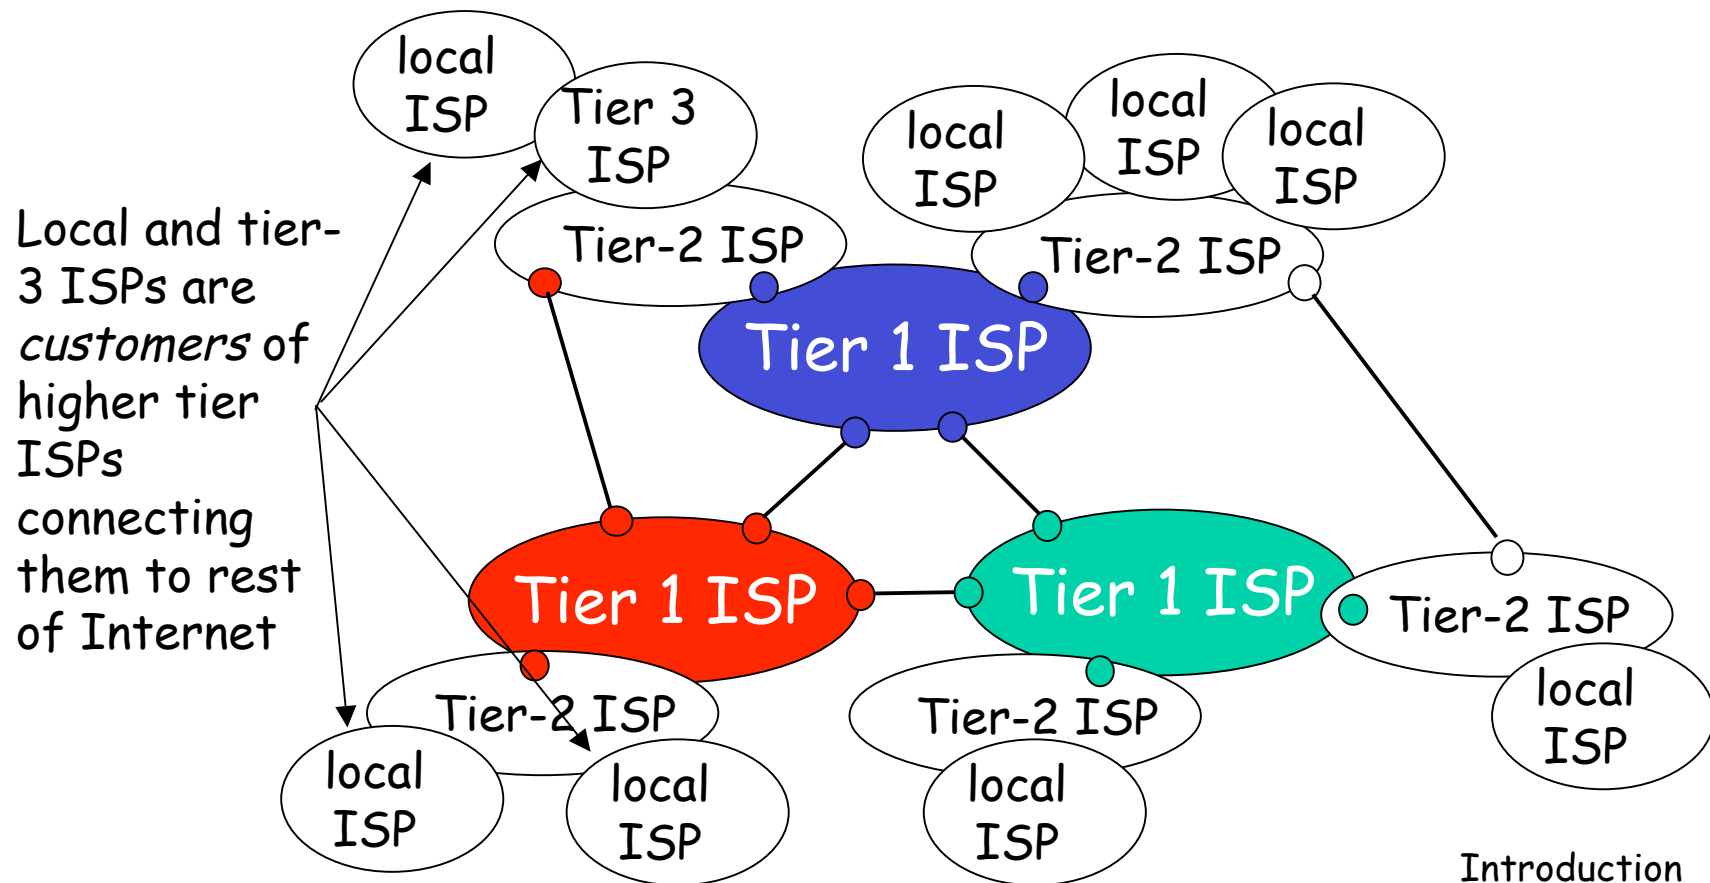 local
ISP
Tier 3
ISP
local
ISP
local
ISP
local
ISP
Tier-2 ISP
Tier-2 ISP
Local and tier-
3 ISPs are
customers of
higher tier
ISPs
connecting
them to rest
of Internet
Tier 1 ISP
Tier 1 ISP
Tier 1 ISP
Tier-2 ISP
local
ISP
Tier-2 ISP
local
ISP
local
ISP
Tier-2 ISP
local
ISP
Introduction